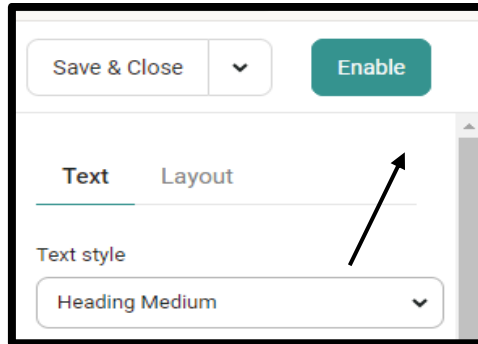 Save & Close Enable
Text Layout
Text style
Heading Medium